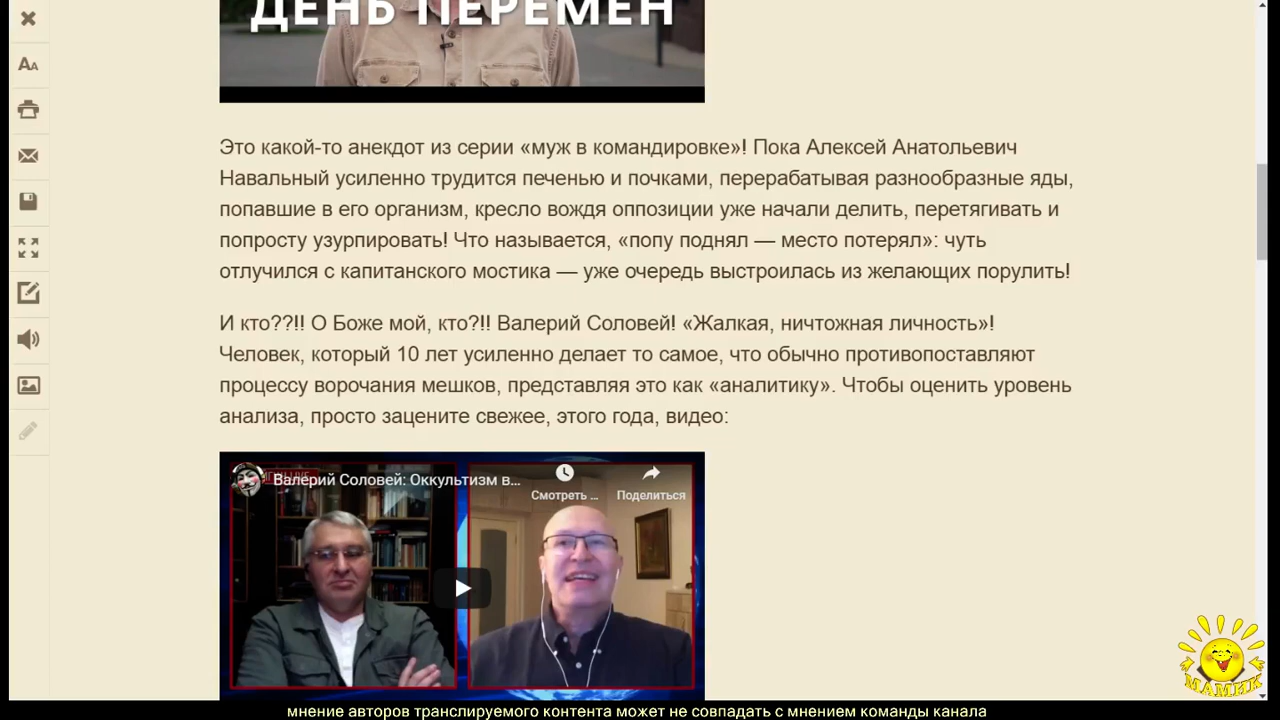 ДЕНЬ ПЕРЕМЕН
Это какой-то анекдот из серии «муж в командировке»! Пока Алексей Анатольевич
Навальный усиленно трудится печенью и почками, перерабатывая разнообразные яды,
попавшие в его организм, кресло вождя оппозиции уже начали делить, перетягивать и
попросту узурпировать! Что называется, «попу поднял — место потерял»: чуть
отлучился с капитанского мостика — уже очередь выстроилась из желающих порулить!
И кто??!! О Боже мой, кто?!! Валерий Соловей! «Жалкая, ничтожная личность»!
Человек, который 10 лет усиленно делает то самое, что обычно противопоставляют
процессу ворочания мешков, представляя это как «аналитику». Чтобы оценить уровень
анализа, просто зацените свежее, этого года, видео:
Валерий Соловей: Оккультизм в...
Смотреть ...
Поделиться
МАМИК
мнение авторов транслируемого контента может не совпадать с мнением команды канала